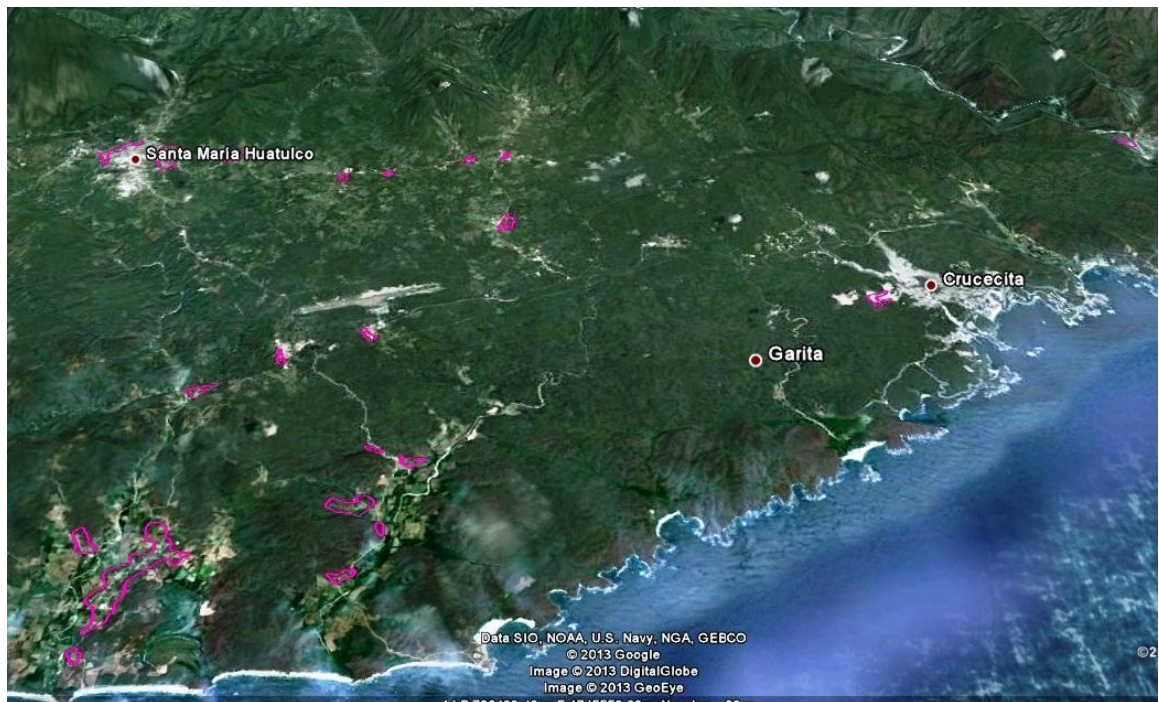 Santa María Huatulco
Crucecita
Garita
Data SIO, NOAA, U.S. Navy, NGA, GEBCO
© 2013 Google
Image © 2013 DigitalGlobe
Image © 2013 GeoEye